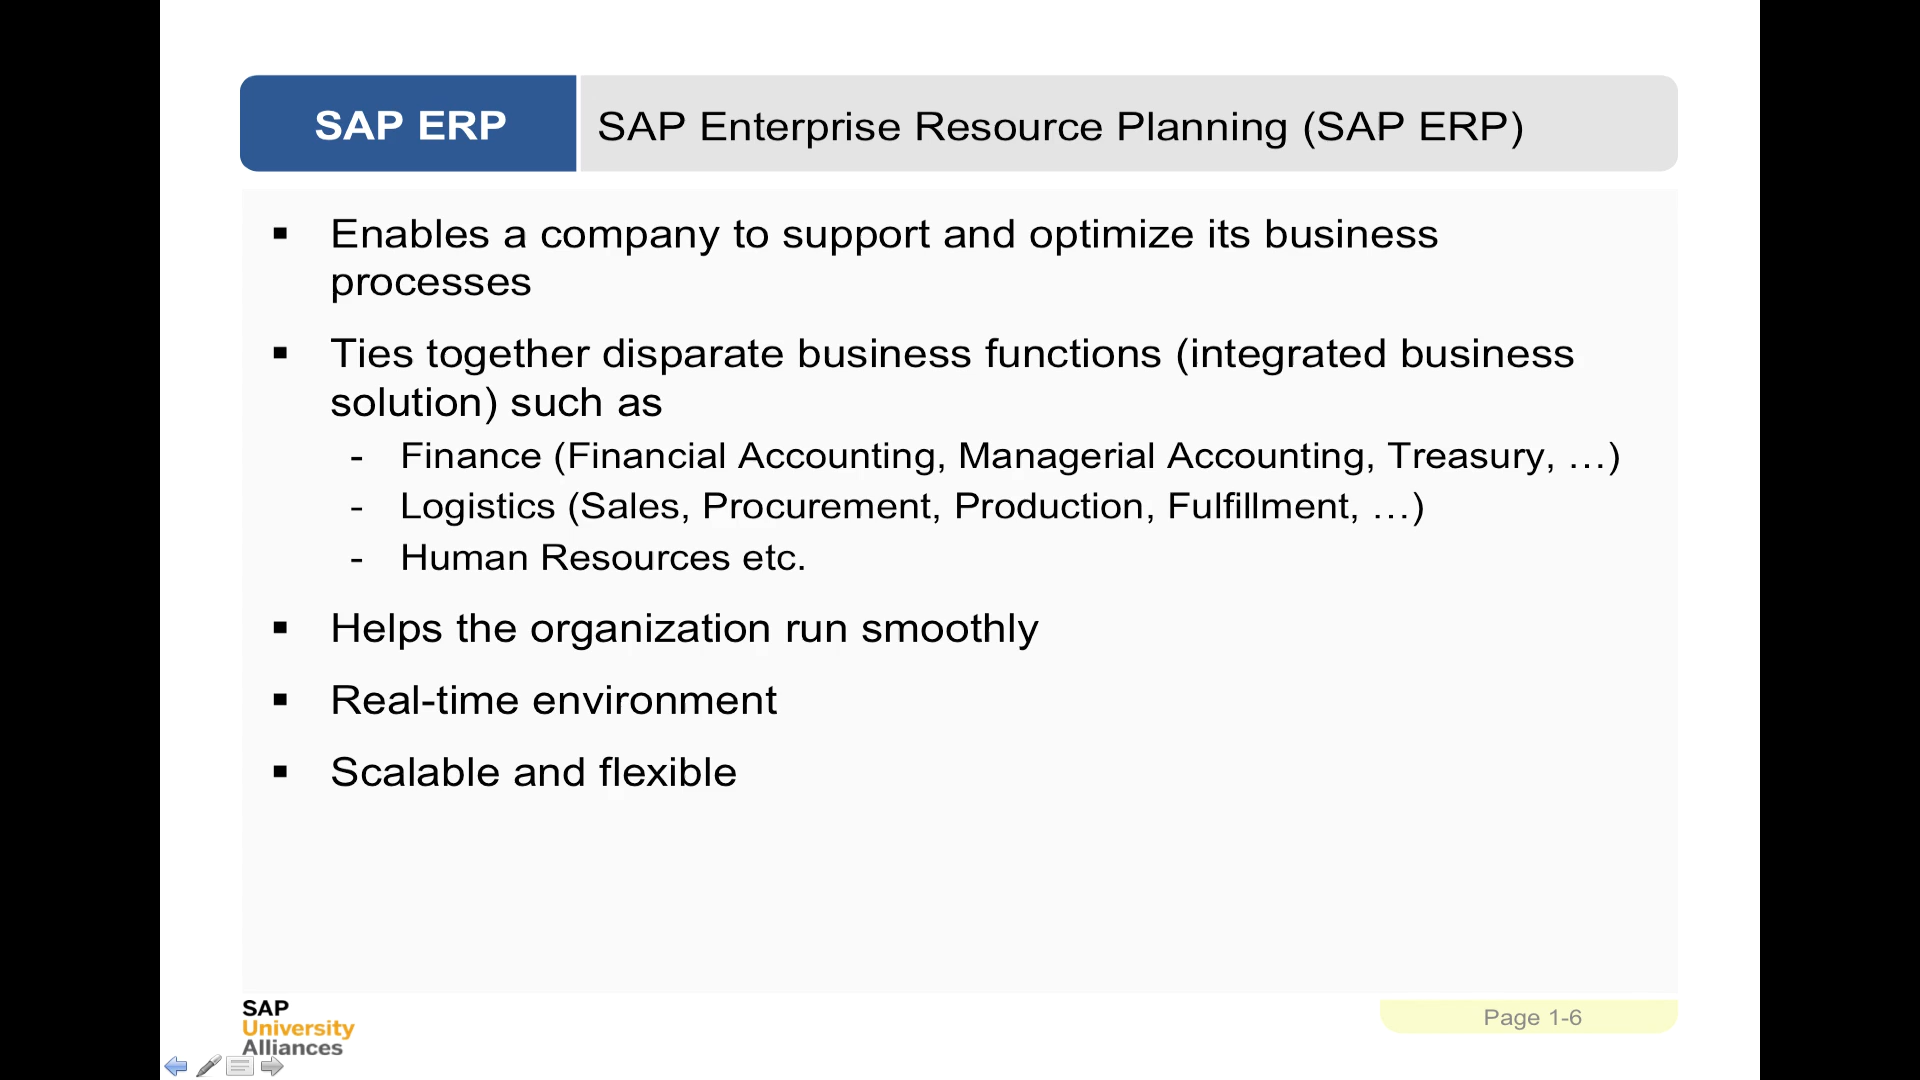 SAP ERP
SAP Enterprise Resource Planning (SAP ERP)
▪ Enables a company to support and optimize its business
processes
▪ Ties together disparate business functions (integrated business
solution) such as
- Finance (Financial Accounting, Managerial Accounting, Treasury, …)
- Logistics (Sales, Procurement, Production, Fulfillment, …)
- Human Resources etc.
▪ Helps the organization run smoothly
▪ Real-time environment
▪ Scalable and flexible
SAP
University
Alliances
Page 1-6